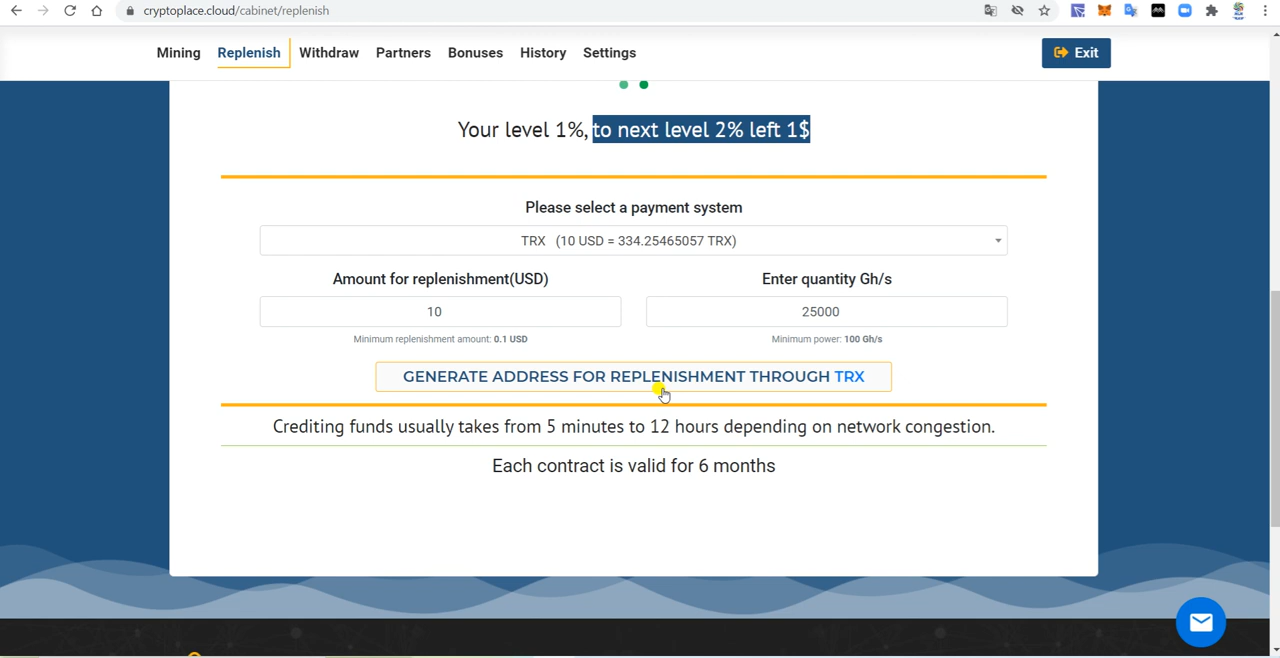 cryptoplace.cloud/cabinet/replenish
Mining Replenish Withdraw Partners Bonuses History Settings Exit
Your level 1%, to next level 2% left 1$
Please select a payment system
TRX (10 USD = 334.25465057 TRX)
Amount for replenishment(USD) Enter quantity Gh/s
10 25000
Minimum replenishment amount: 0.1 USD Minimum power: 100 Gh/s
GENERATE ADDRESS FOR REPLENISHMENT THROUGH TRX
Crediting funds usually takes from 5 minutes to 12 hours depending on network congestion.
Each contract is valid for 6 months